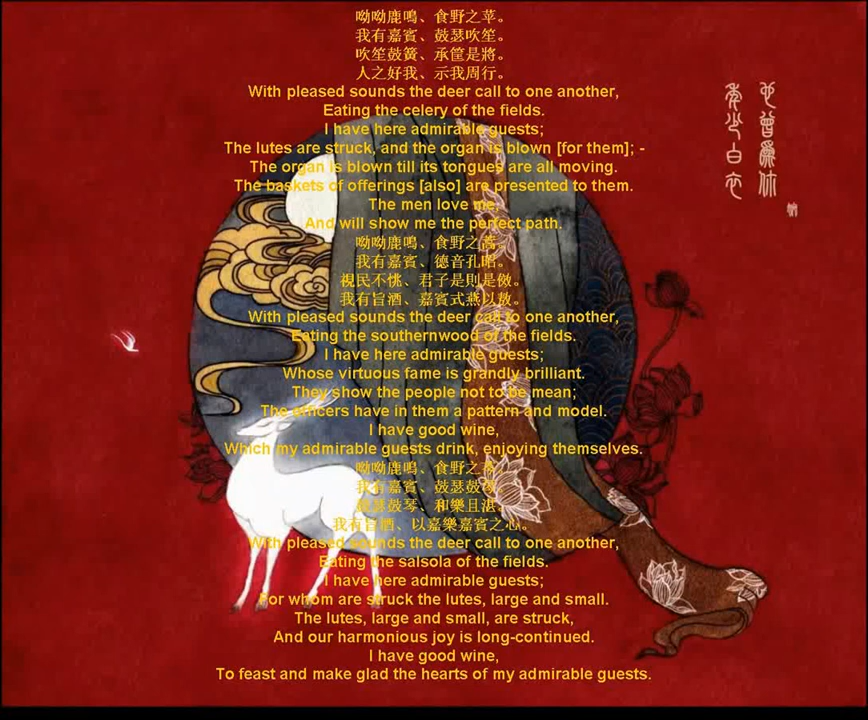 呦呦鹿鳴、食野之苹。
我有嘉賓、鼓瑟吹笙。
吹笙鼓簧、承筐是將。
人之好我、示我周行。
With pleased sounds the deer call to one another,
Eating the celery of the fields.
I have here admirable guests;
The lutes are struck, and the organ is blown [for them]; -
The organ is blown till its tongues are all moving.
The baskets of offerings [also] are presented to them.
The men love me,
And will show me the perfect path.
呦呦鹿鳴、食野之蒿。
我有嘉賓、德音孔昭。
視民不恌、君子是則是傚。
我有旨酒、嘉賓式燕以敖。
With pleased sounds the deer call to one another,
Eating the southernwood of the fields.
I have here admirable guests;
Whose virtuous fame is grandly brilliant.
They show the people not to be mean;
The officers have in them a pattern and model.
I have good wine,
Which my admirable guests drink, enjoying themselves.
呦呦鹿鳴、食野之芩。
我有嘉賓、鼓瑟鼓琴。
鼓瑟鼓琴、和樂且湛。
我有旨酒、以嘉樂嘉賓之心。
With pleased sounds the deer call to one another,
Eating the salsola of the fields.
I have here admirable guests;
For whom are struck the lutes, large and small.
The lutes, large and small, are struck,
And our harmonious joy is long-continued.
I have good wine,
To feast and make glad the hearts of my admirable guests.
也曾爲你
年少白衣